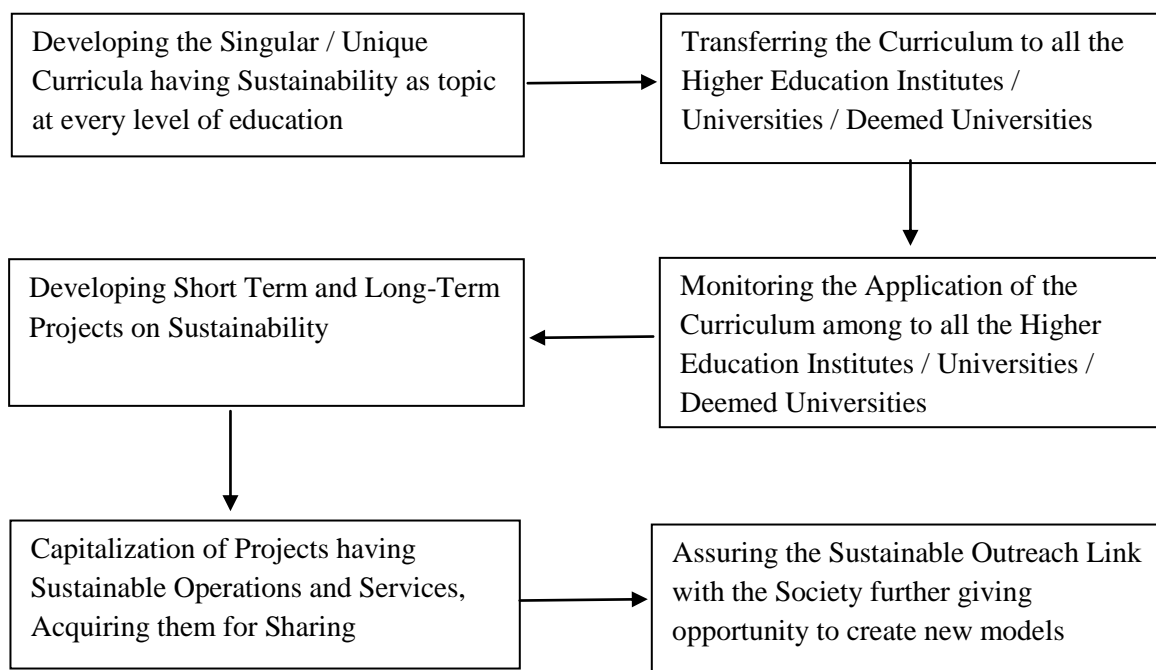 Developing the Singular / Unique
Curricula having Sustainability as topic
at every level of education
Transferring the Curriculum to all the
Higher Education Institutes /
Universities / Deemed Universities
Monitoring the Application of the
Curriculum among to all the Higher
Education Institutes / Universities /
Deemed Universities
Developing Short Term and Long-Term
Projects on Sustainability
Capitalization of Projects having
Sustainable Operations and Services,
Acquiring them for Sharing
Assuring the Sustainable Outreach Link
with the Society further giving
opportunity to create new models